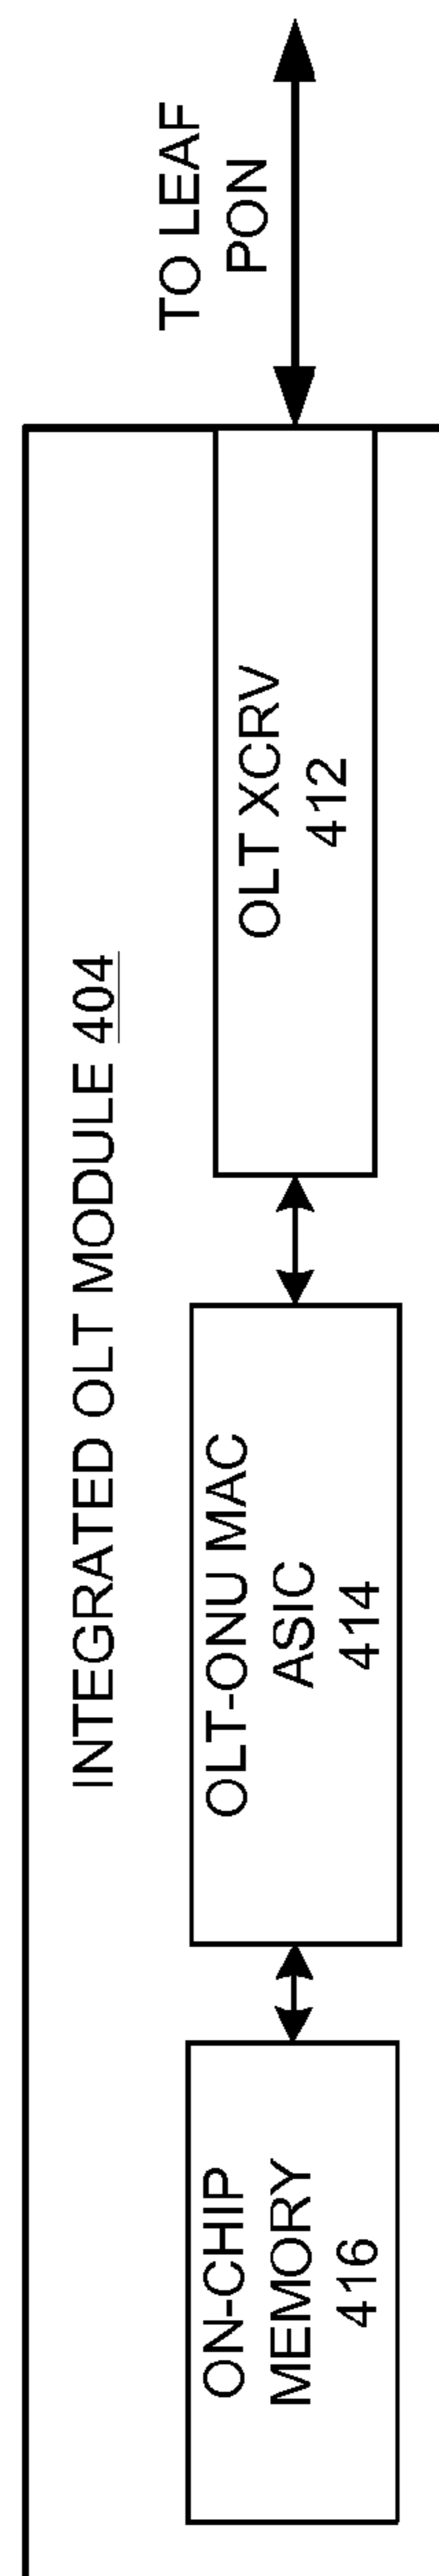 INTEGRATED OLT MODULE 404
TO LEAF
PON
ON-CHIP
MEMORY
416
OLT-ONU MAC
ASIC
414
OLT XCRV
412